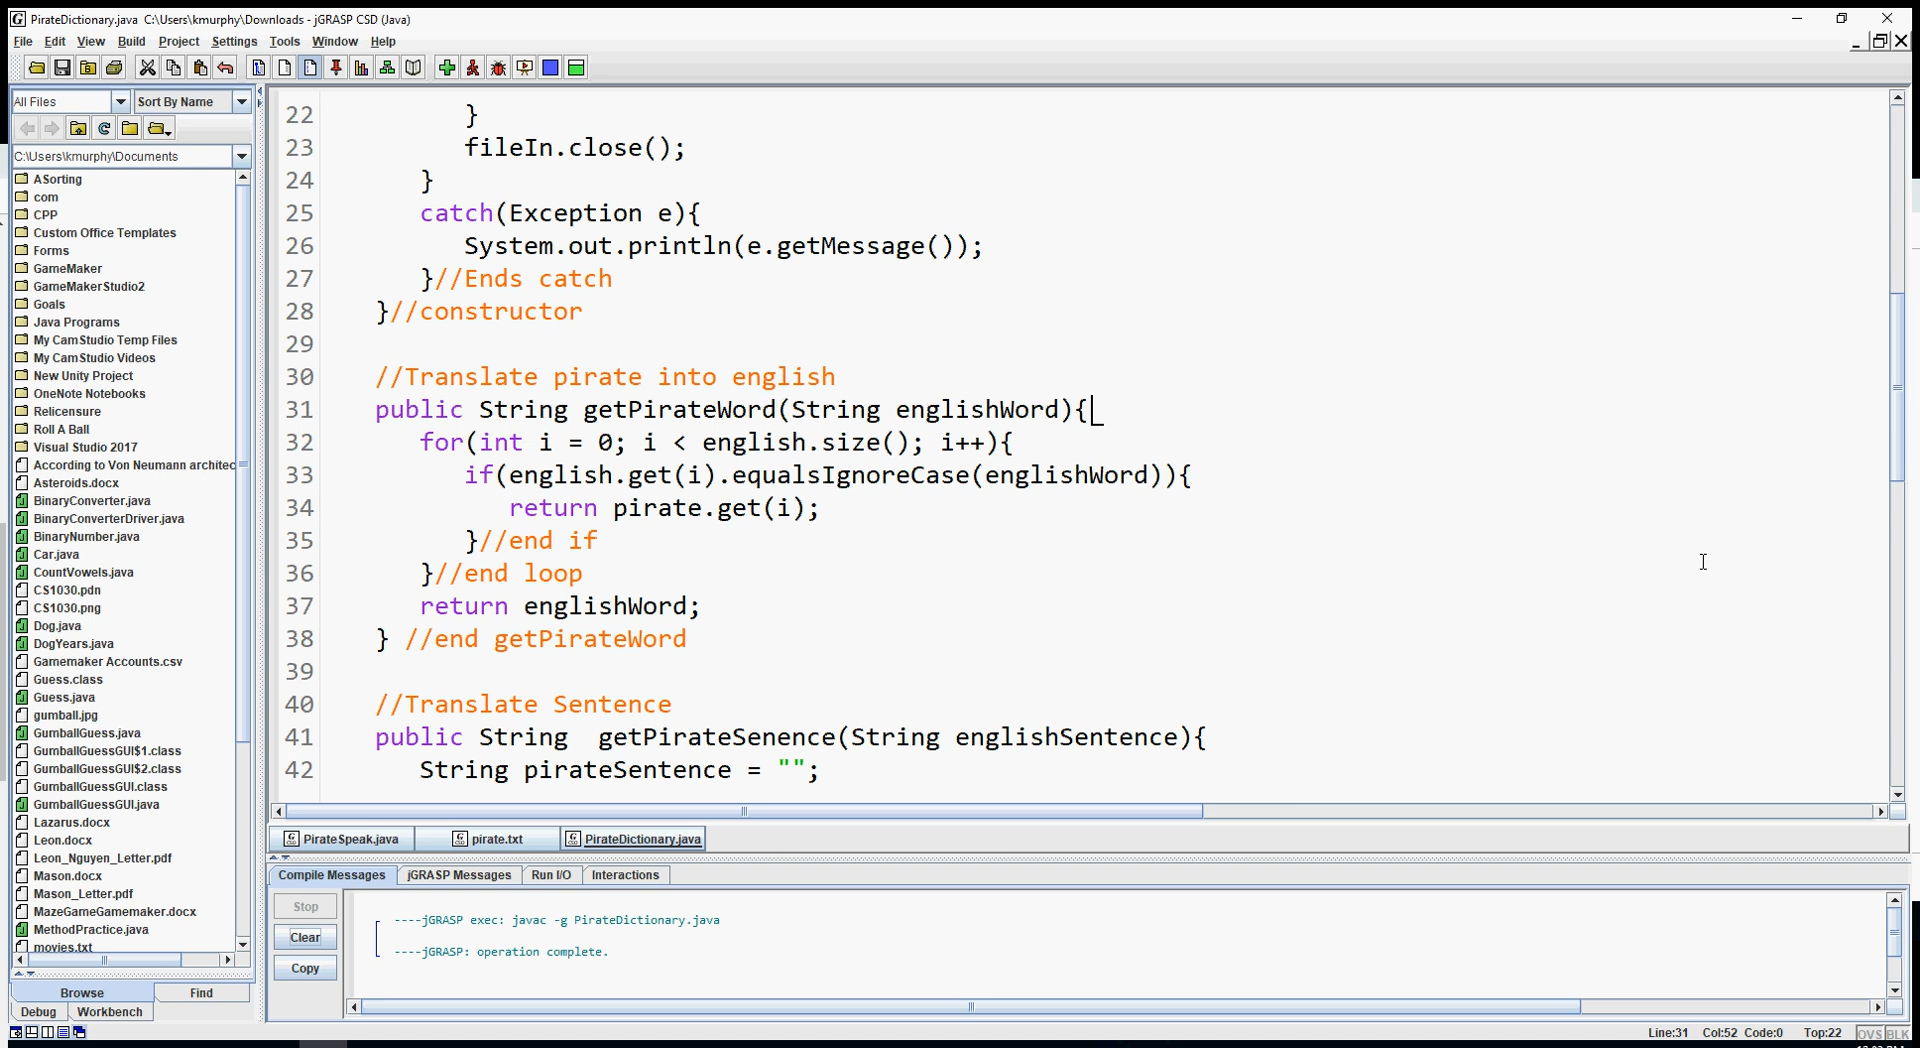 PirateDictionary.java C:\Users\kmurphy\Downloads - jGRASP CSD (Java)
File Edit View Build Project Settings Tools Window Help
All Files Sort By Name
C:\Users\kmurphy\Documents
ASorting
com
CPP
Custom Office Templates
Forms
GameMaker
GameMakerStudio2
Goals
Java Programs
My CamStudio Temp Files
My CamStudio Videos
New Unity Project
OneNote Notebooks
Relicensure
Roll A Ball
Visual Studio 2017
According to Von Neumann architec
Asteroids.docx
BinaryConverter.java
BinaryConverterDriver.java
BinaryNumber.java
Car.java
CountVowels.java
CS1030.pdn
CS1030.png
Dog.java
DogYears.java
Gamemaker Accounts.csv
Guess.class
Guess.java
gumball.jpg
GumballGuess.java
GumballGuessGUI$1.class
GumballGuessGUI$2.class
GumballGuessGUI.class
GumballGuessGUI.java
Lazarus.docx
Leon.docx
Leon_Nguyen_Letter.pdf
Mason.docx
Mason_Letter.pdf
MazeGameGamemaker.docx
MethodPractice.java
movies.txt
Browse Find
Debug Workbench
22 }
23 fileIn.close();
24 }
25 catch(Exception e){
26 System.out.println(e.getMessage());
27 }//Ends catch
28 }//constructor
29
30 //Translate pirate into english
31 public String getPirateWord(String englishWord){
32 for(int i = 0; i < english.size(); i++){
33 if(english.get(i).equalsIgnoreCase(englishWord)){
34 return pirate.get(i);
35 }//end if
36 }//end loop
37 return englishWord;
38 } //end getPirateWord
39
40 //Translate Sentence
41 public String  getPirateSenence(String englishSentence){
42 String pirateSentence = "";
PirateSpeak.java pirate.txt PirateDictionary.java
Compile Messages jGRASP Messages Run I/O Interactions
Stop
Clear
Copy
----jGRASP exec: javac -g PirateDictionary.java
----jGRASP: operation complete.
Line:31 Col:52 Code:0 Top:22 OVS BLK